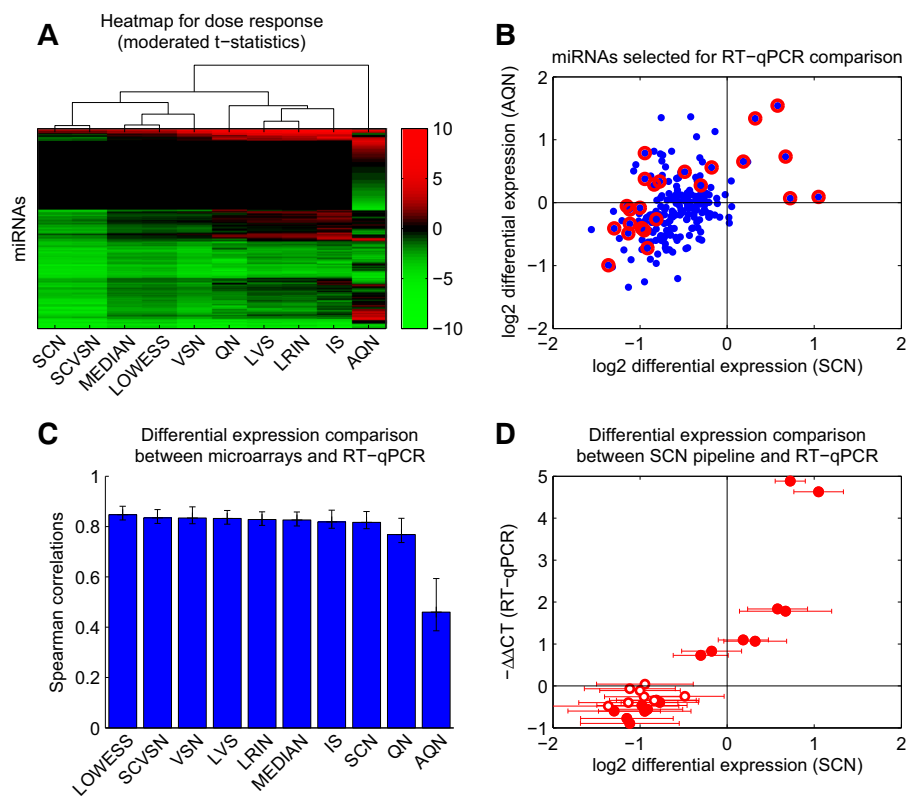 A
Heatmap for dose response
(moderated t−statistics)
miRNAs
10
5
0
−5
−10
SCN
SCVSN
MEDIAN
LOWESS
VSN
QN
LVS
LRIN
IS
AQN
B
miRNAs selected for RT−qPCR comparison
log2 differential expression (AQN)
2
1
0
−1
−2
−2
−1
0
1
2
log2 differential expression (SCN)
C
Differential expression comparison
between microarrays and RT−qPCR
Spearman correlations
1
0.8
0.6
0.4
0.2
0
LOWESS
SCVSN
VSN
LVS
LRIN
MEDIAN
IS
SCN
QN
AQN
D
Differential expression comparison
between SCN pipeline and RT−qPCR
-ΔΔCT (RT−qPCR)
5
4
3
2
1
0
−1
−2
−1
0
1
2
log2 differential expression (SCN)